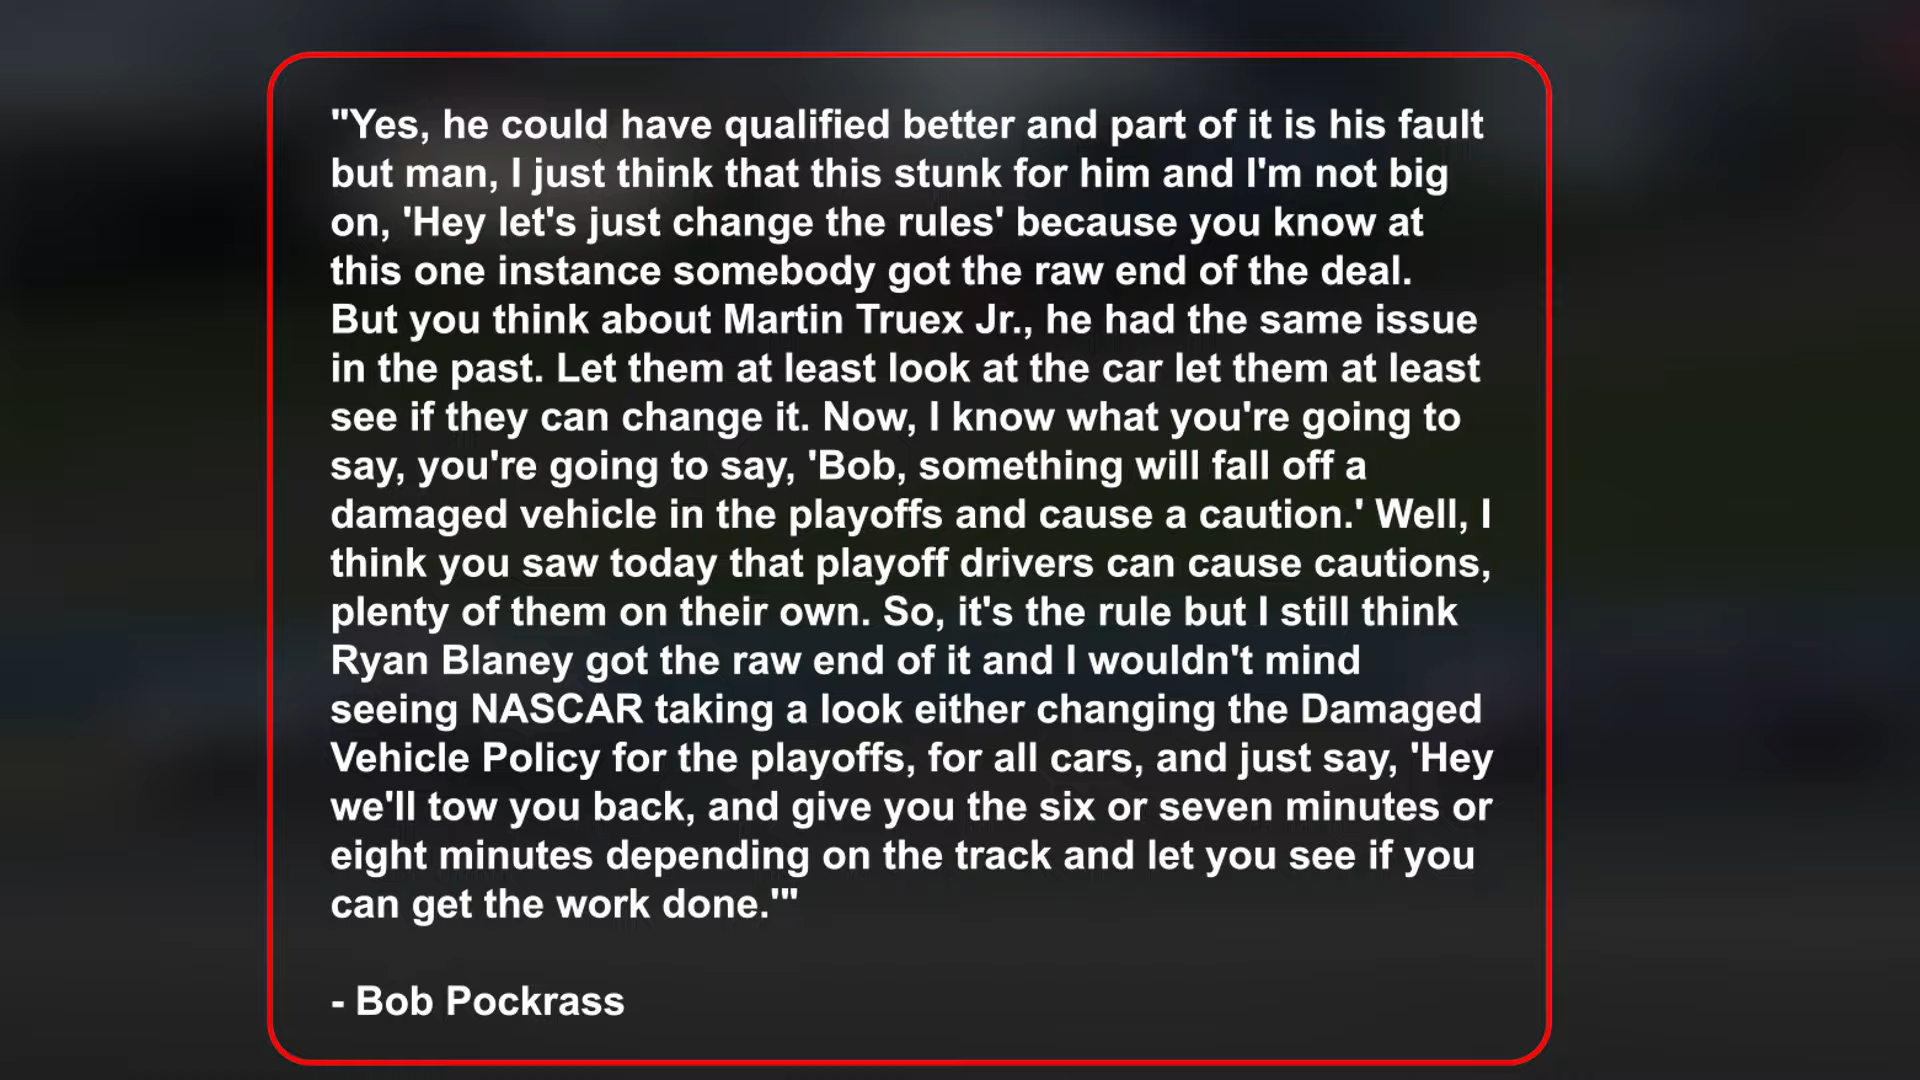 "Yes, he could have qualified better and part of it is his fault
but man, I just think that this stunk for him and I'm not big
on, 'Hey let's just change the rules' because you know at
this one instance somebody got the raw end of the deal.
But you think about Martin Truex Jr., he had the same issue
in the past. Let them at least look at the car let them at least
see if they can change it. Now, I know what you're going to
say, you're going to say, 'Bob, something will fall off a
damaged vehicle in the playoffs and cause a caution.' Well, I
think you saw today that playoff drivers can cause cautions,
plenty of them on their own. So, it's the rule but I still think
Ryan Blaney got the raw end of it and I wouldn't mind
seeing NASCAR taking a look either changing the Damaged
Vehicle Policy for the playoffs, for all cars, and just say, 'Hey
we'll tow you back, and give you the six or seven minutes or
eight minutes depending on the track and let you see if you
can get the work done.'"
- Bob Pockrass